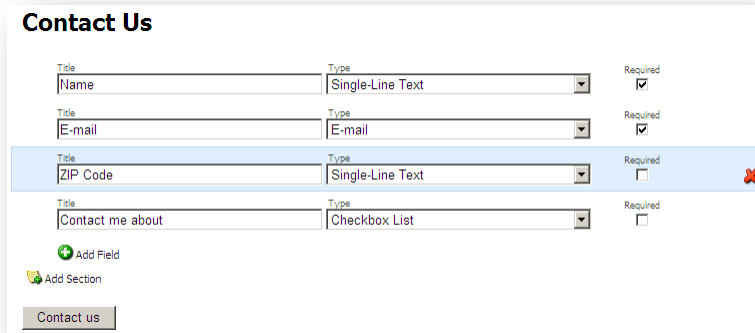 Contact Us
Title Type Required
Name Single-Line Text
Title Type Required
E-mail E-mail
Title Type Required
ZIP Code Single-Line Text
Title Type Required
Contact me about Checkbox List
Add Field
Add Section
Contact us